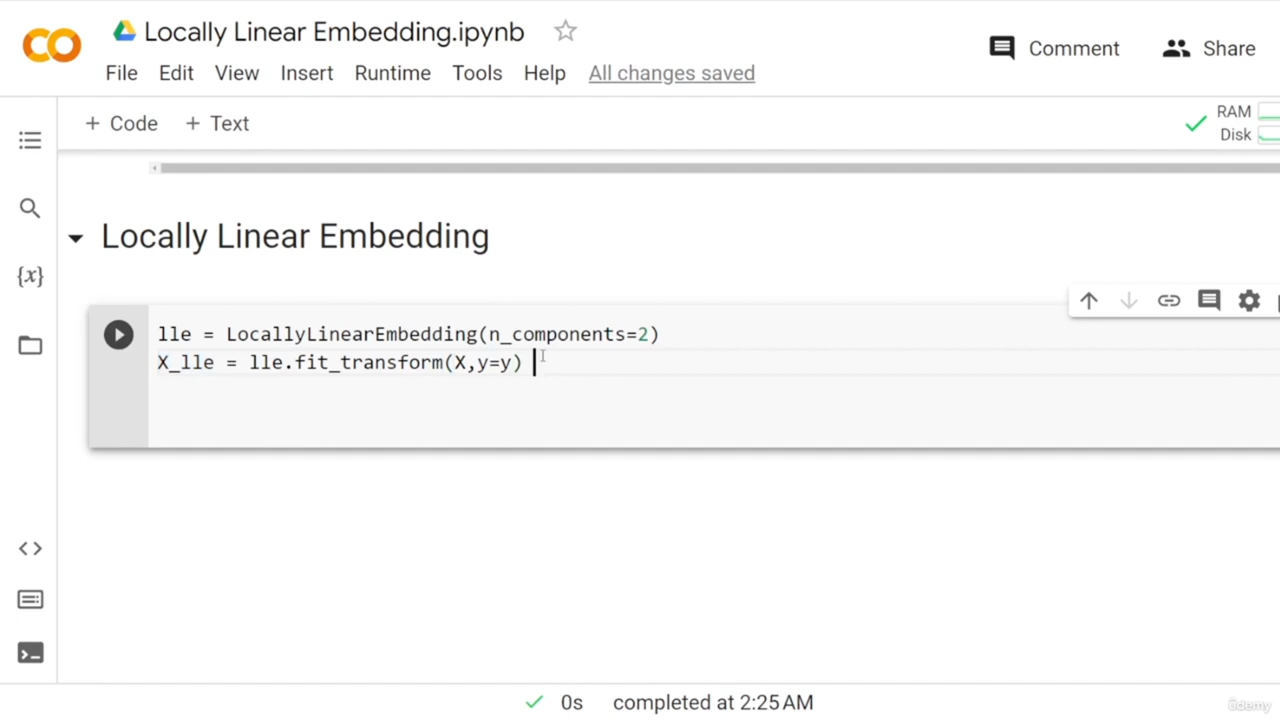 Locally Linear Embedding.ipynb
Comment
Share
File Edit View Insert Runtime Tools Help All changes saved
+ Code + Text
RAM
Disk
Locally Linear Embedding
{x}
lle = LocallyLinearEmbedding(n_components=2)
X_lle = lle.fit_transform(X,y=y)
0s completed at 2:25 AM
ûdemy